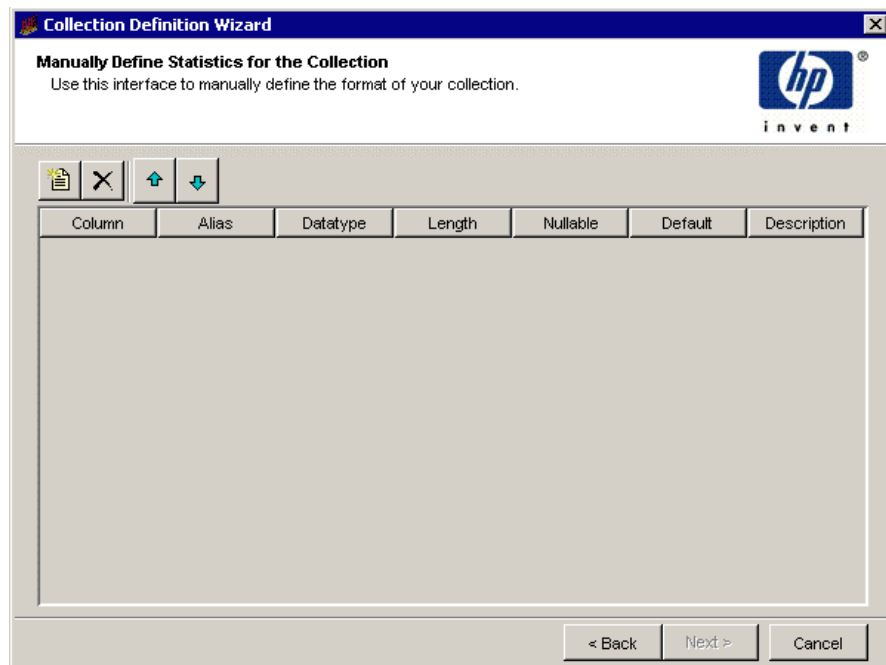 Collection Definition Wizard
Manually Define Statistics for the Collection
Use this interface to manually define the format of your collection.
hp ®
invent
Column Alias Datatype Length Nullable Default Description
< Back Next > Cancel